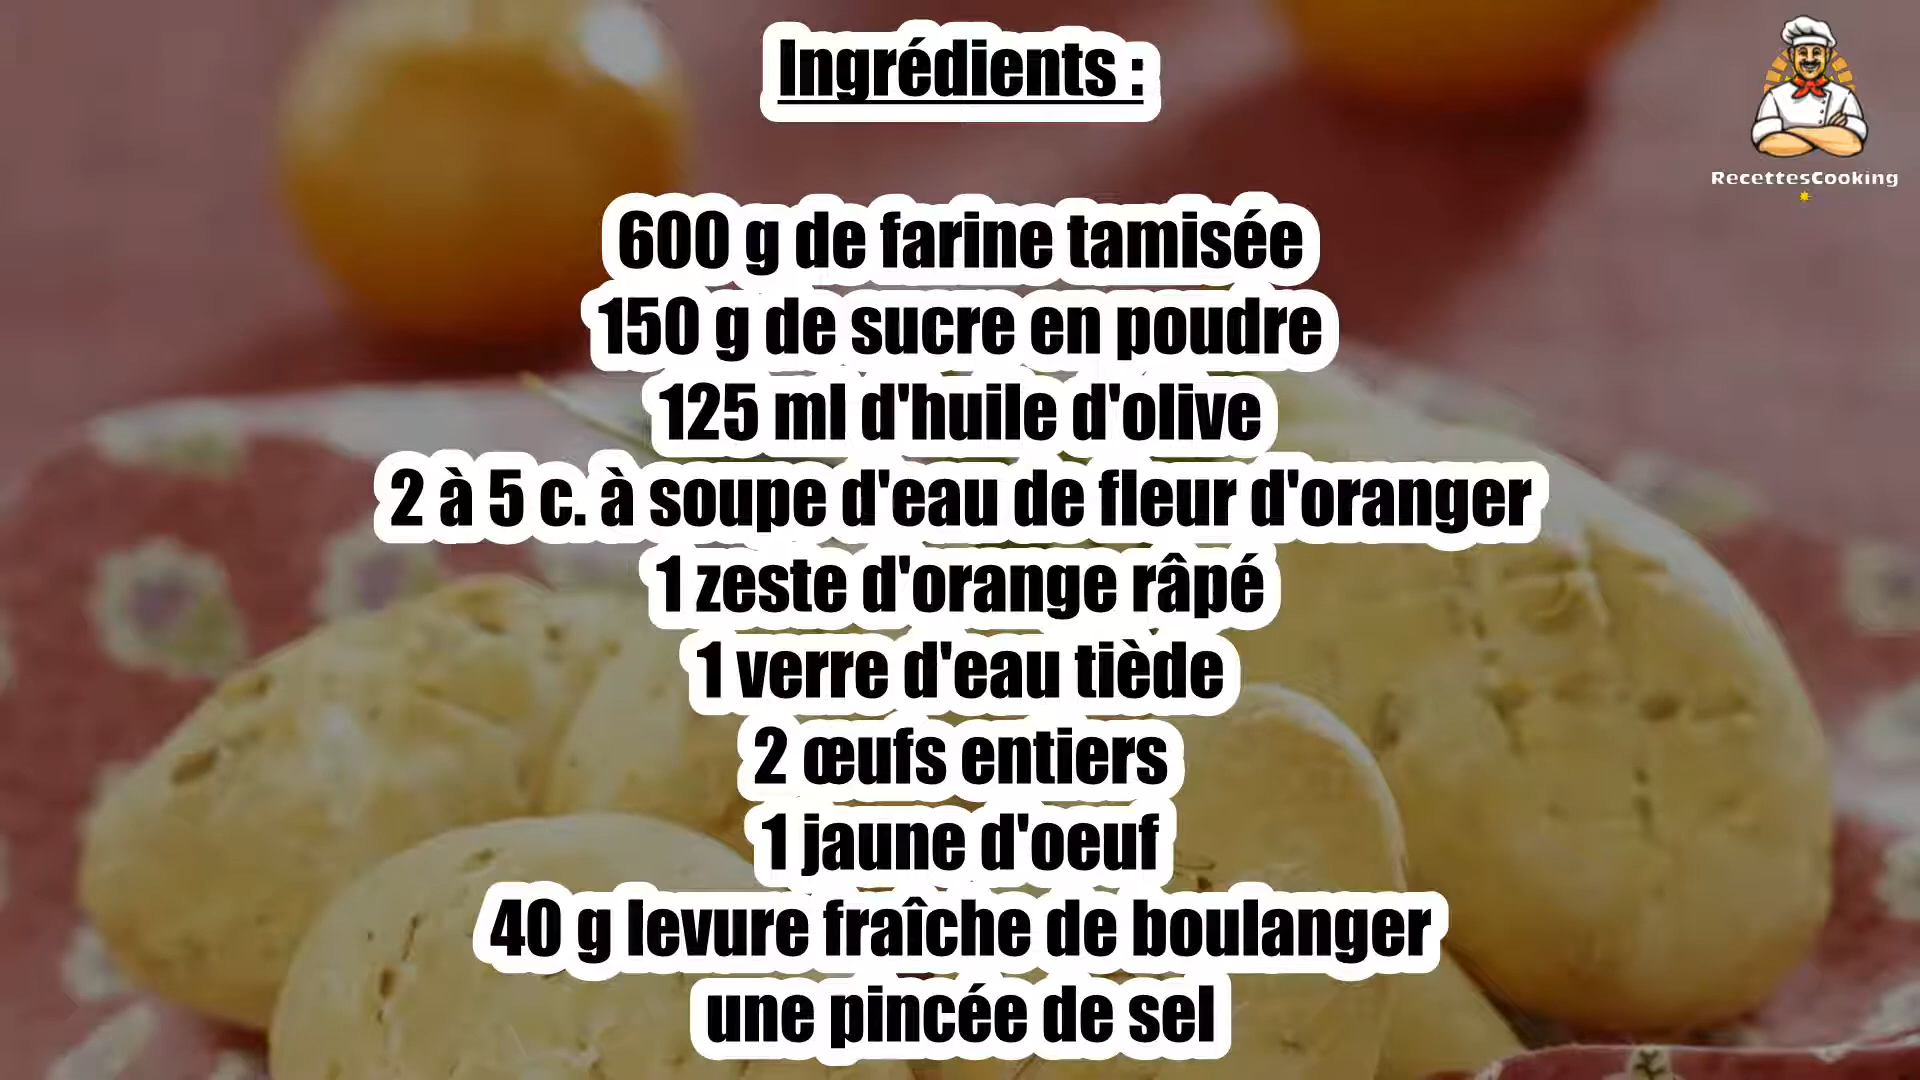 Ingrédients :
RecettesCooking
600 g de farine tamisée
150 g de sucre en poudre
125 ml d'huile d'olive
2 à 5 c. à soupe d'eau de fleur d'oranger
1 zeste d'orange râpé
1 verre d'eau tiède
2 œufs entiers
1 jaune d'oeuf
40 g levure fraîche de boulanger
une pincée de sel